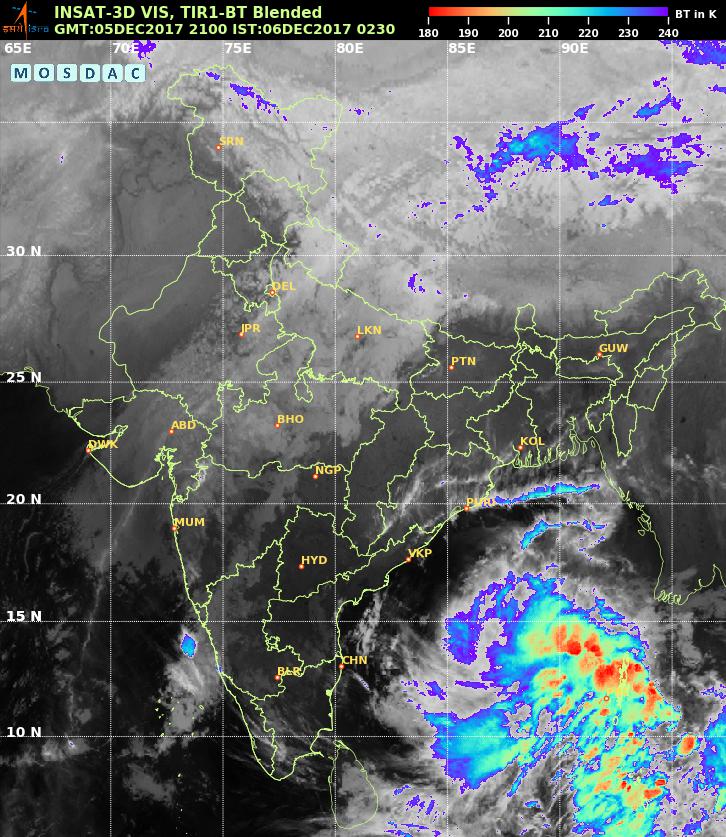 INSAT-3D VIS, TIR1-BT Blended
GMT:05DEC2017 2100 IST:06DEC2017 0230
BT in K
180 190 200 210 220 230 240
65E 70E 75E 80E 85E 90E
MOSDAC
SRN
30 N
DEL
JPR
LKN
GUW
PTN
25 N
BHO
ABD
DWK
KOL
NGP
20 N
PURI
MUM
VKP
HYD
15 N
CHN
BLR
10 N